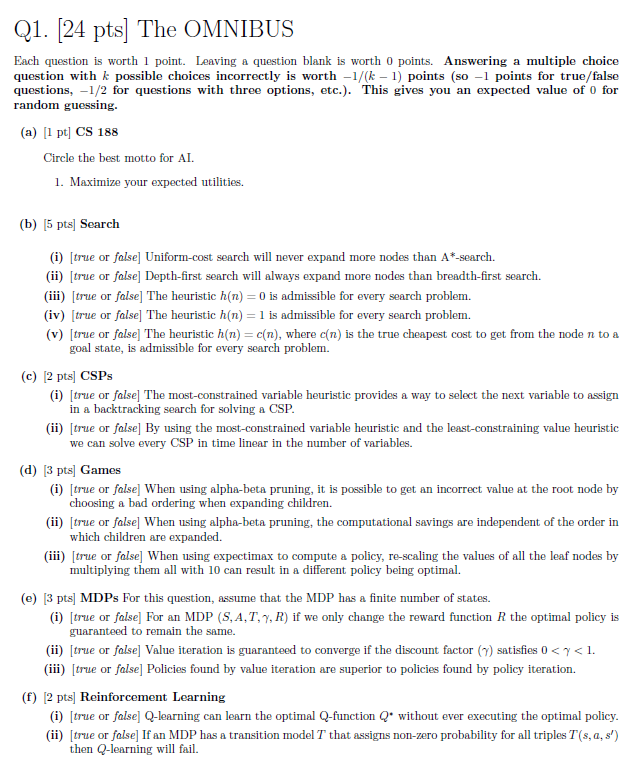 Q1. [24 pts] The OMNIBUS
Each question is worth 1 point. Leaving a question blank is worth 0 points. Answering a multiple choice
question with k possible choices incorrectly is worth −1/(k − 1) points (so −1 points for true/false
questions, −1/2 for questions with three options, etc.). This gives you an expected value of 0 for
random guessing.
(a) [1 pt] CS 188
Circle the best motto for AI.
1. Maximize your expected utilities.
(b) [5 pts] Search
(i) [true or false] Uniform-cost search will never expand more nodes than A*-search.
(ii) [true or false] Depth-first search will always expand more nodes than breadth-first search.
(iii) [true or false] The heuristic h(n) = 0 is admissible for every search problem.
(iv) [true or false] The heuristic h(n) = 1 is admissible for every search problem.
(v) [true or false] The heuristic h(n) = c(n), where c(n) is the true cheapest cost to get from the node n to a
goal state, is admissible for every search problem.
(c) [2 pts] CSPs
(i) [true or false] The most-constrained variable heuristic provides a way to select the next variable to assign
in a backtracking search for solving a CSP.
(ii) [true or false] By using the most-constrained variable heuristic and the least-constraining value heuristic
we can solve every CSP in time linear in the number of variables.
(d) [3 pts] Games
(i) [true or false] When using alpha-beta pruning, it is possible to get an incorrect value at the root node by
choosing a bad ordering when expanding children.
(ii) [true or false] When using alpha-beta pruning, the computational savings are independent of the order in
which children are expanded.
(iii) [true or false] When using expectimax to compute a policy, re-scaling the values of all the leaf nodes by
multiplying them all with 10 can result in a different policy being optimal.
(e) [3 pts] MDPs For this question, assume that the MDP has a finite number of states.
(i) [true or false] For an MDP (S, A, T, γ, R) if we only change the reward function R the optimal policy is
guaranteed to remain the same.
(ii) [true or false] Value iteration is guaranteed to converge if the discount factor (γ) satisfies 0 < γ < 1.
(iii) [true or false] Policies found by value iteration are superior to policies found by policy iteration.
(f) [2 pts] Reinforcement Learning
(i) [true or false] Q-learning can learn the optimal Q-function Q* without ever executing the optimal policy.
(ii) [true or false] If an MDP has a transition model T that assigns non-zero probability for all triples T(s, a, s′)
then Q-learning will fail.